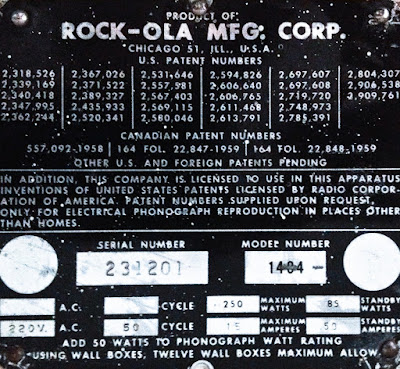 PRODUCT OF
ROCK-OLA MFG. CORP.
CHICAGO 51, ILL., U.S.A.
U.S. PATENT NUMBERS
2,318,526 2,367,026 2,531,646 2,594,826 2,697,607 2,804,307
2,339,169 2,371,522 2,557,981 2,606,640 2,697,608 2,906,538
2,340,418 2,389,327 2,567,403 2,606,765 2,719,720 3,909,761
2,347,995 2,435,933 2,569,115 2,611,468 2,748,973
2,362,244 2,520,341 2,580,046 2,613,791 2,785,391
CANADIAN PATENT NUMBERS
557,092-1958 164 FOL. 22,847-1959 164 FOL. 22,848-1959
OTHER U.S. AND FOREIGN PATENTS PENDING
IN ADDITION, THIS COMPANY IS LICENSED TO USE IN THIS APPARATUS
INVENTIONS OF UNITED STATES PATENTS LICENSED BY RADIO CORPOR-
ATION OF AMERICA. PATENT NUMBERS SUPPLIED UPON REQUEST,
ONLY FOR ELECTRICAL PHONOGRAPH REPRODUCTION IN PLACES OTHER
THAN HOMES.
SERIAL NUMBER MODEL NUMBER
231201 1484
A.C. CYCLE 250 MAXIMUM WATTS 85 STANDBY WATTS
220V. A.C. 50 CYCLE 15 MAXIMUM AMPERES 50 STANDBY AMPERES
ADD 50 WATTS TO PHONOGRAPH WATT RATING
USING WALL BOXES, TWELVE WALL BOXES MAXIMUM ALLOW